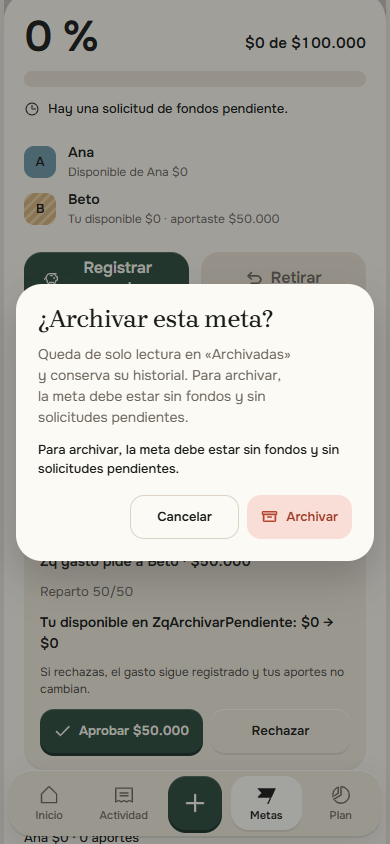 0 %
$0 de $100.000
Hay una solicitud de fondos pendiente.
A
Ana
Disponible de Ana $0
B
Beto
Tu disponible $0 · aportaste $50.000
Registrar
Retirar
¿Archivar esta meta?
Queda de solo lectura en «Archivadas»
y conserva su historial. Para archivar,
la meta debe estar sin fondos y sin
solicitudes pendientes.
Para archivar, la meta debe estar sin fondos y sin
solicitudes pendientes.
Cancelar
Archivar
Zq gasto pide a Beto · $50.000
Reparto 50/50
Tu disponible en ZqArchivarPendiente: $0 →
$0
Si rechazas, el gasto sigue registrado y tus aportes no
cambian.
Aprobar $50.000
Rechazar
Inicio
Actividad
Metas
Plan
Ana $0 · 0 aportes